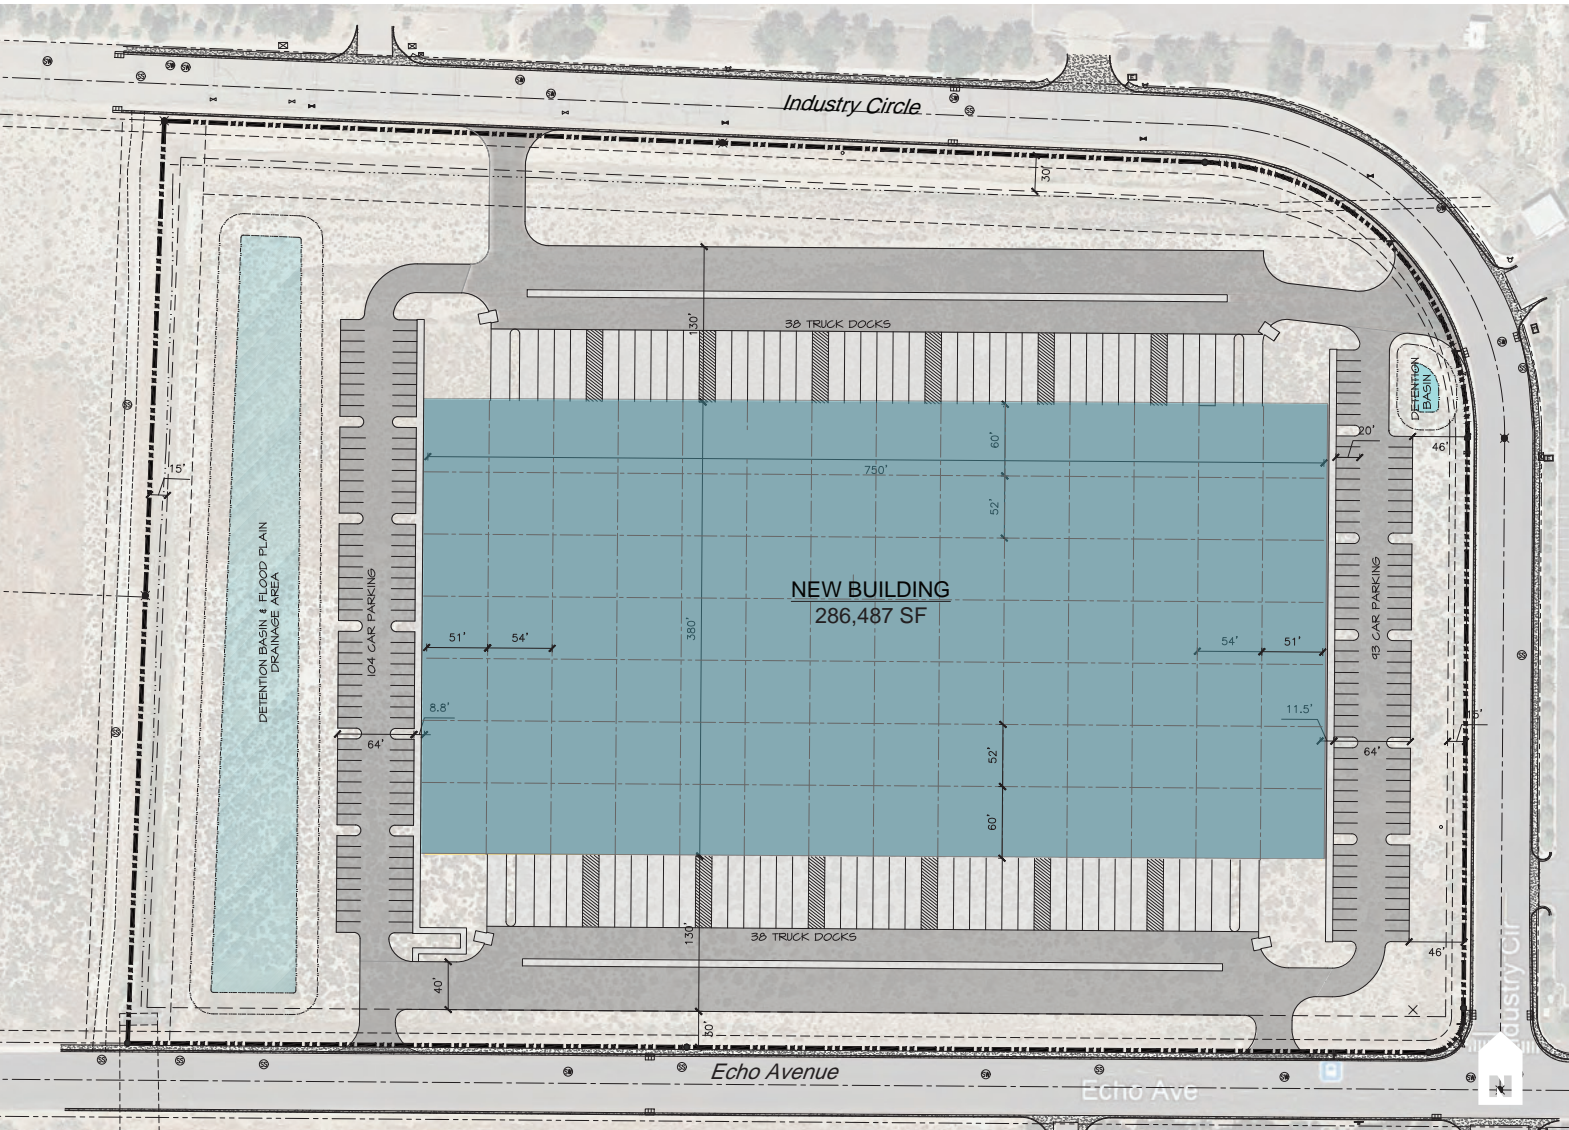 Industry Circle
30'
130'
38 TRUCK DOCKS
DETENTION
BASIN
20'
46'
60'
750'
15'
52'
DETENTION BASIN & FLOOD PLAIN
DRAINAGE AREA
104 CAR PARKING
93 CAR PARKING
NEW BUILDING
286,487 SF
380'
51'
54'
54'
51'
8.8'
11.5'
15'
64'
64'
52'
60'
130'
38 TRUCK DOCKS
46'
40'
30'
Industry Cir
Echo Avenue
Echo Ave